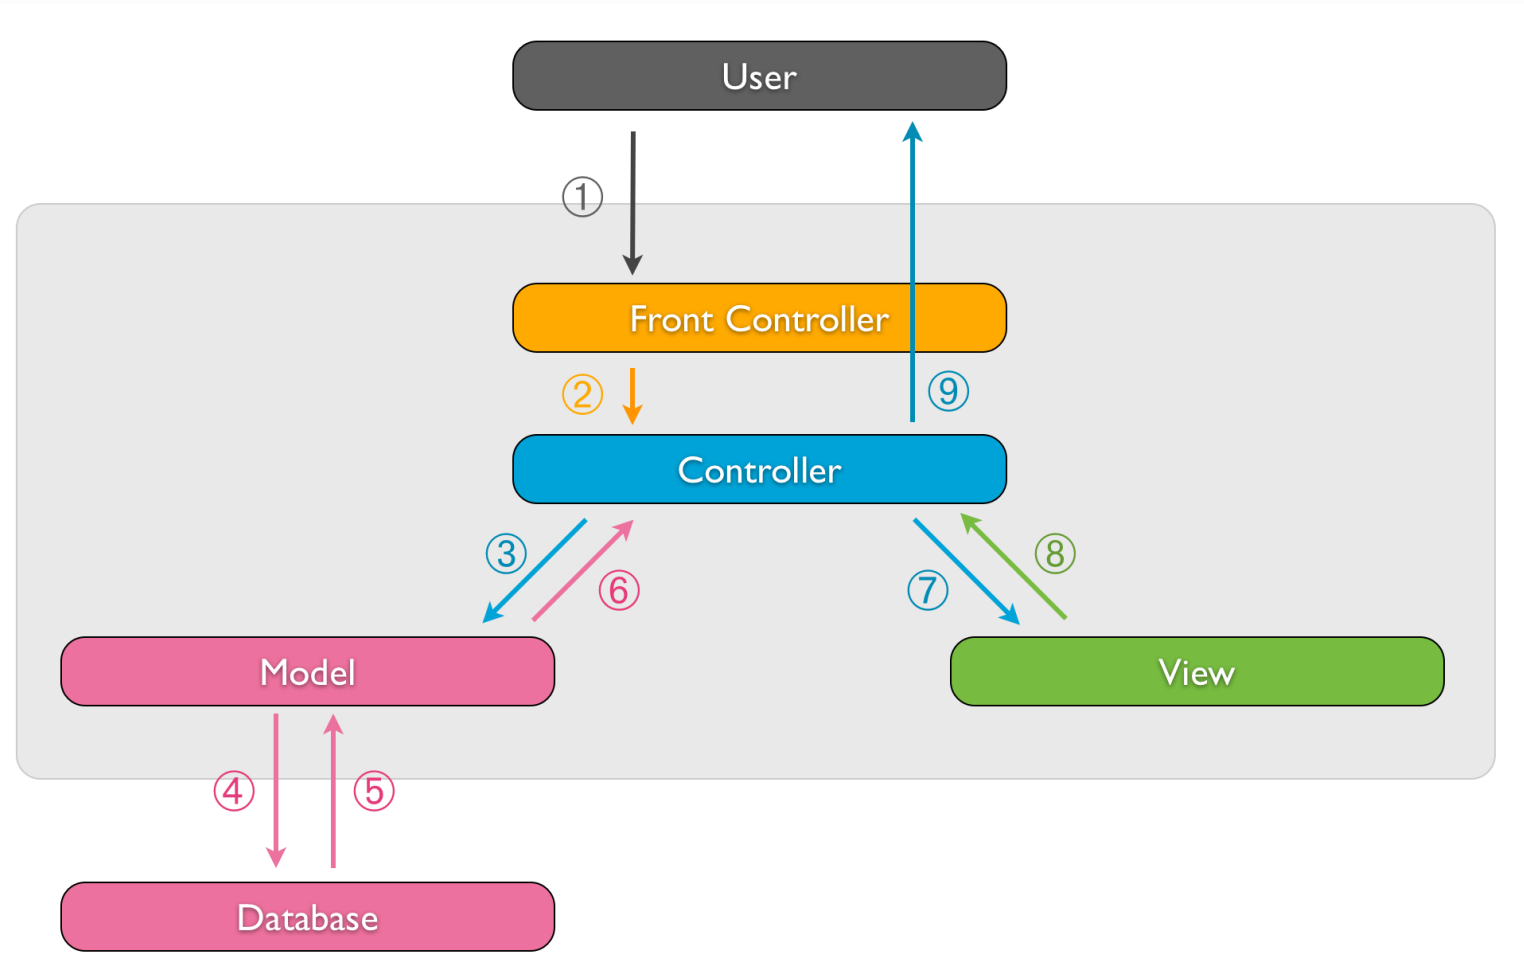 User
①
Front Controller
②
⑨
Controller
③
⑥
⑦
⑧
Model
View
④
⑤
Database